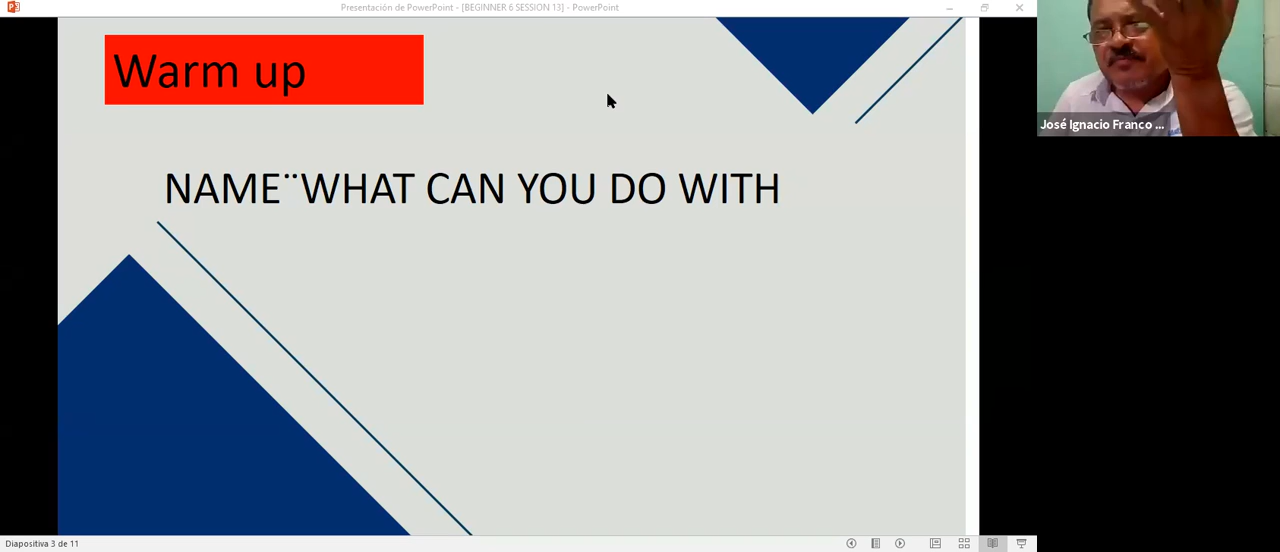 Presentación de PowerPoint - [BEGINNER 6 SESSION 13] - PowerPoint
Warm up
José Ignacio Franco ...
NAME¨WHAT CAN YOU DO WITH
Diapositiva 3 de 11